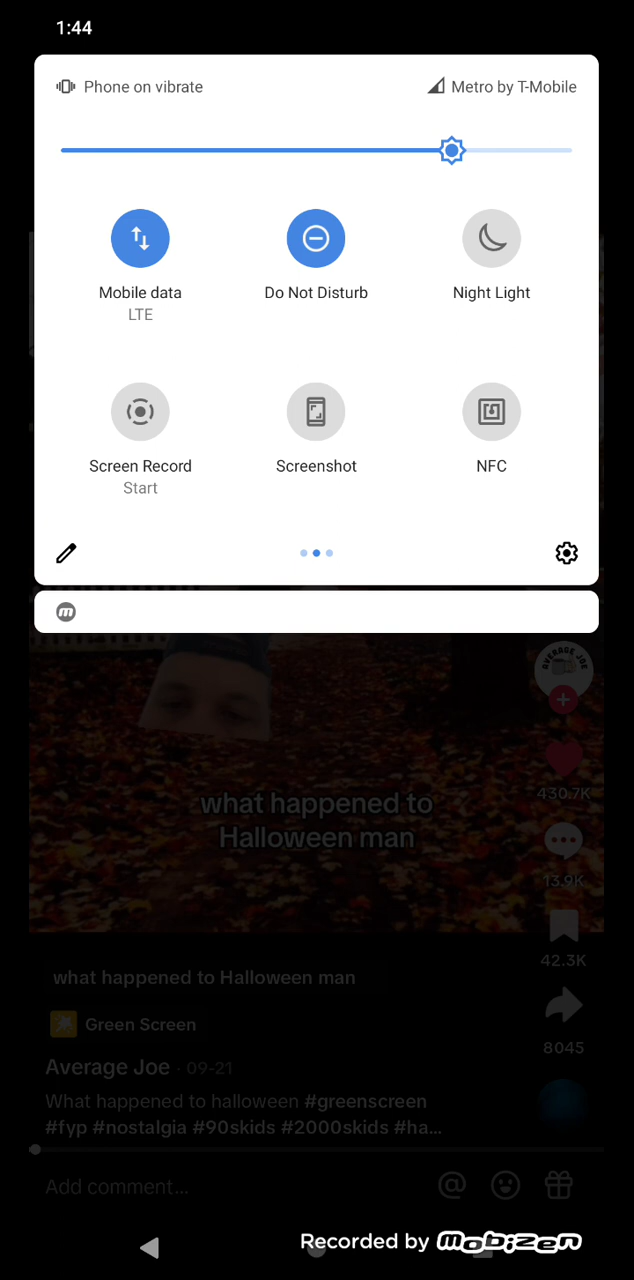 1:44
Phone on vibrate
Metro by T-Mobile
Mobile data
LTE
Do Not Disturb
Night Light
Screen Record
Start
Screenshot
NFC
m
AVERAGE JOE
what happened to
Halloween man
430.7K
13.9K
42.3K
8045
what happened to Halloween man
Green Screen
Average Joe · 09-21
What happened to halloween #greenscreen
#fyp #nostalgia #90skids #2000skids #ha...
Add comment...
Recorded by mobizen